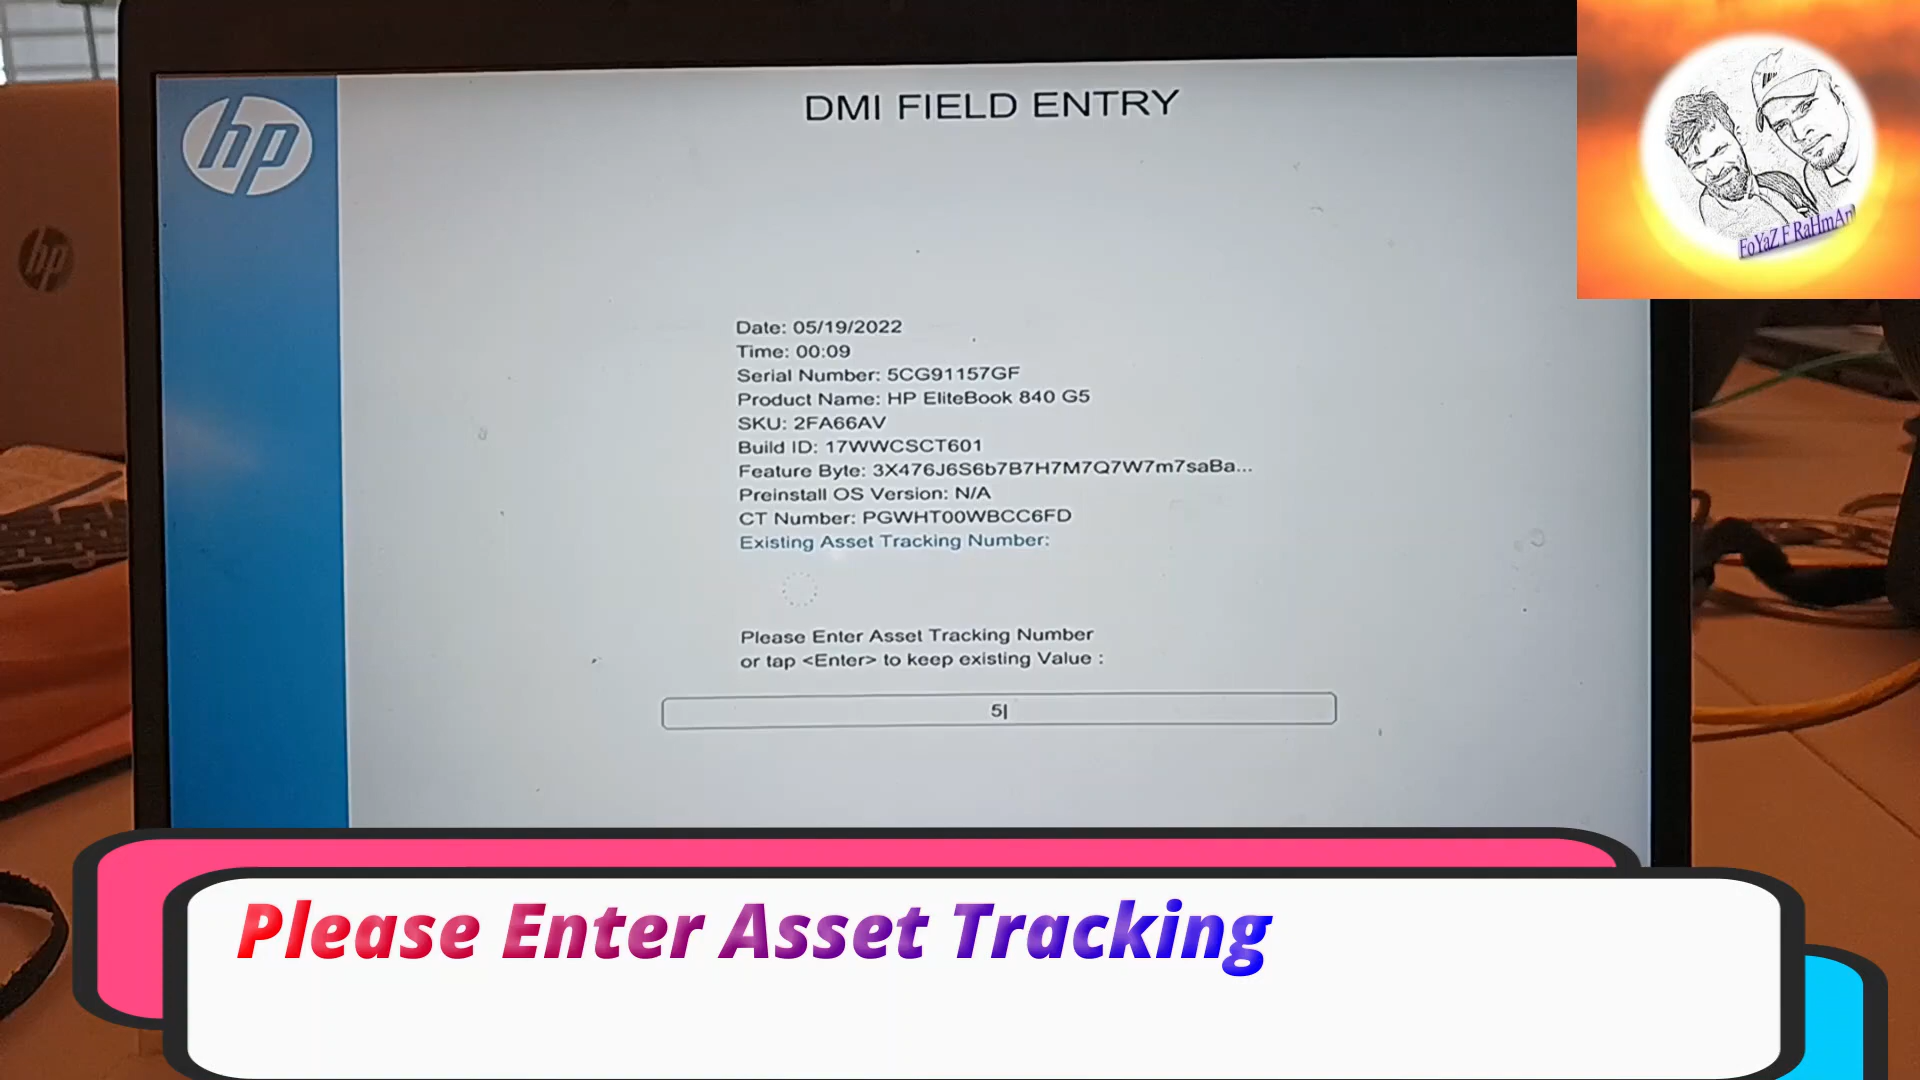 hp
DMI FIELD ENTRY
FoYaZ F RaHmAn
hp
Date: 05/19/2022
Time: 00:09
Serial Number: 5CG91157GF
Product Name: HP EliteBook 840 G5
SKU: 2FA66AV
Build ID: 17WWCSCT601
Feature Byte: 3X476J6S6b7B7H7M7Q7W7m7saBa...
Preinstall OS Version: N/A
CT Number: PGWHT00WBCC6FD
Existing Asset Tracking Number:
Please Enter Asset Tracking Number
or tap <Enter> to keep existing Value :
5
Please Enter Asset Tracking